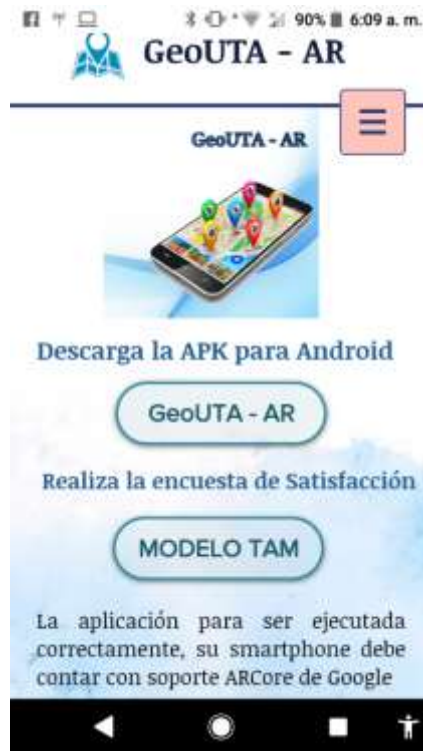 90% 6:09 a. m.
GeoUTA - AR
GeoUTA - AR
Descarga la APK para Android
GeoUTA - AR
Realiza la encuesta de Satisfacción
MODELO TAM
La aplicación para ser ejecutada
correctamente, su smartphone debe
contar con soporte ARCore de Google